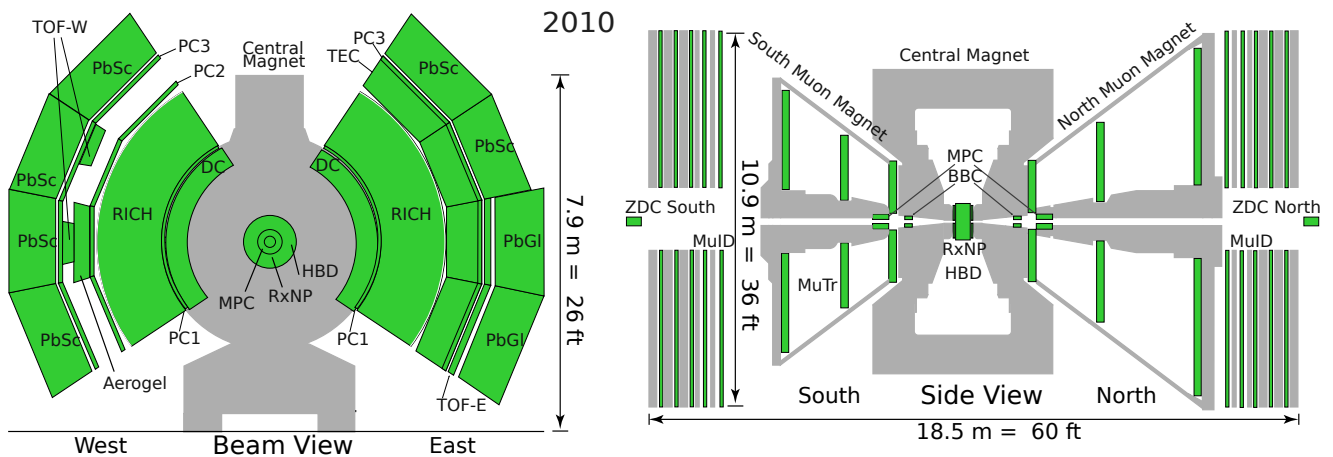 2010
TOF-W
PC3
PC2
PbSc
PbSc
PbSc
PbSc
RICH
DC
PC1
Aerogel
Central
Magnet
MPC
RxNP
HBD
TEC
PC3
PbSc
PbSc
PbGl
PbGl
DC
RICH
PC1
TOF-E
7.9 m = 26 ft
West
Beam View
East
South Muon Magnet
Central Magnet
North Muon Magnet
MPC
BBC
ZDC South
ZDC North
MuID
MuID
10.9 m = 36 ft
RxNP
HBD
MuTr
South
Side View
North
18.5 m = 60 ft